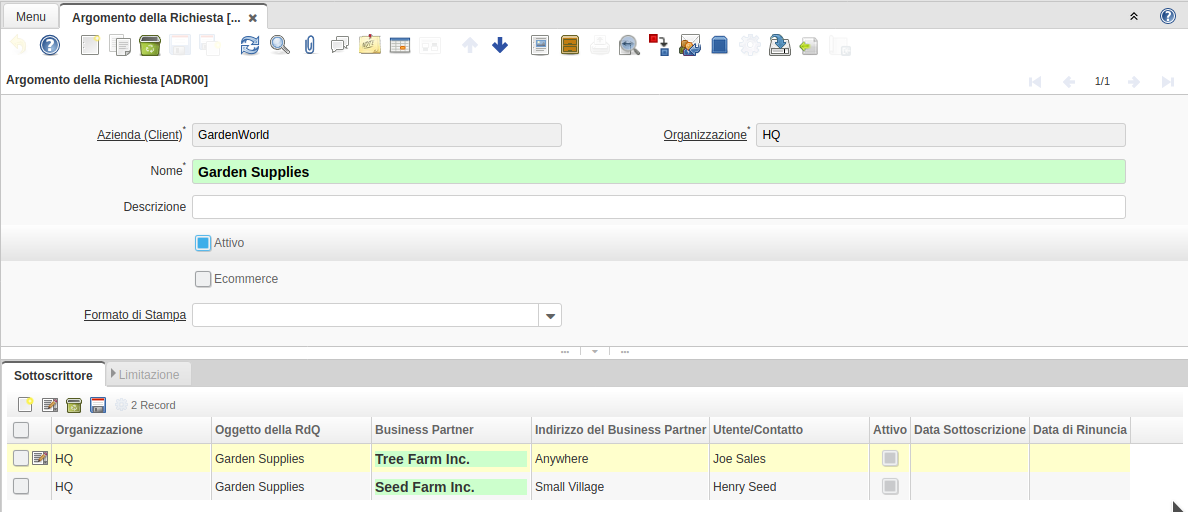 Menu
Argomento della Richiesta [...
Argomento della Richiesta [ADR00]
1/1
Azienda (Client)* GardenWorld Organizzazione* HQ
Nome* Garden Supplies
Descrizione
Attivo
Ecommerce
Formato di Stampa
Sottoscrittore Limitazione
2 Record
Organizzazione Oggetto della RdQ Business Partner Indirizzo del Business Partner Utente/Contatto Attivo Data Sottoscrizione Data di Rinuncia
HQ Garden Supplies Tree Farm Inc. Anywhere Joe Sales
HQ Garden Supplies Seed Farm Inc. Small Village Henry Seed